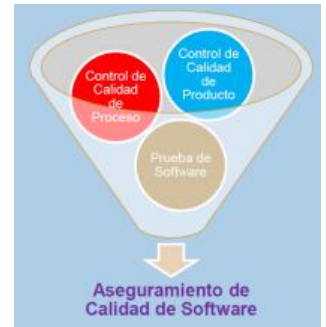 Control de
Calidad
de
Proceso
Control de
Calidad
de
Producto
Prueba de
Software
Aseguramiento de
Calidad de Software